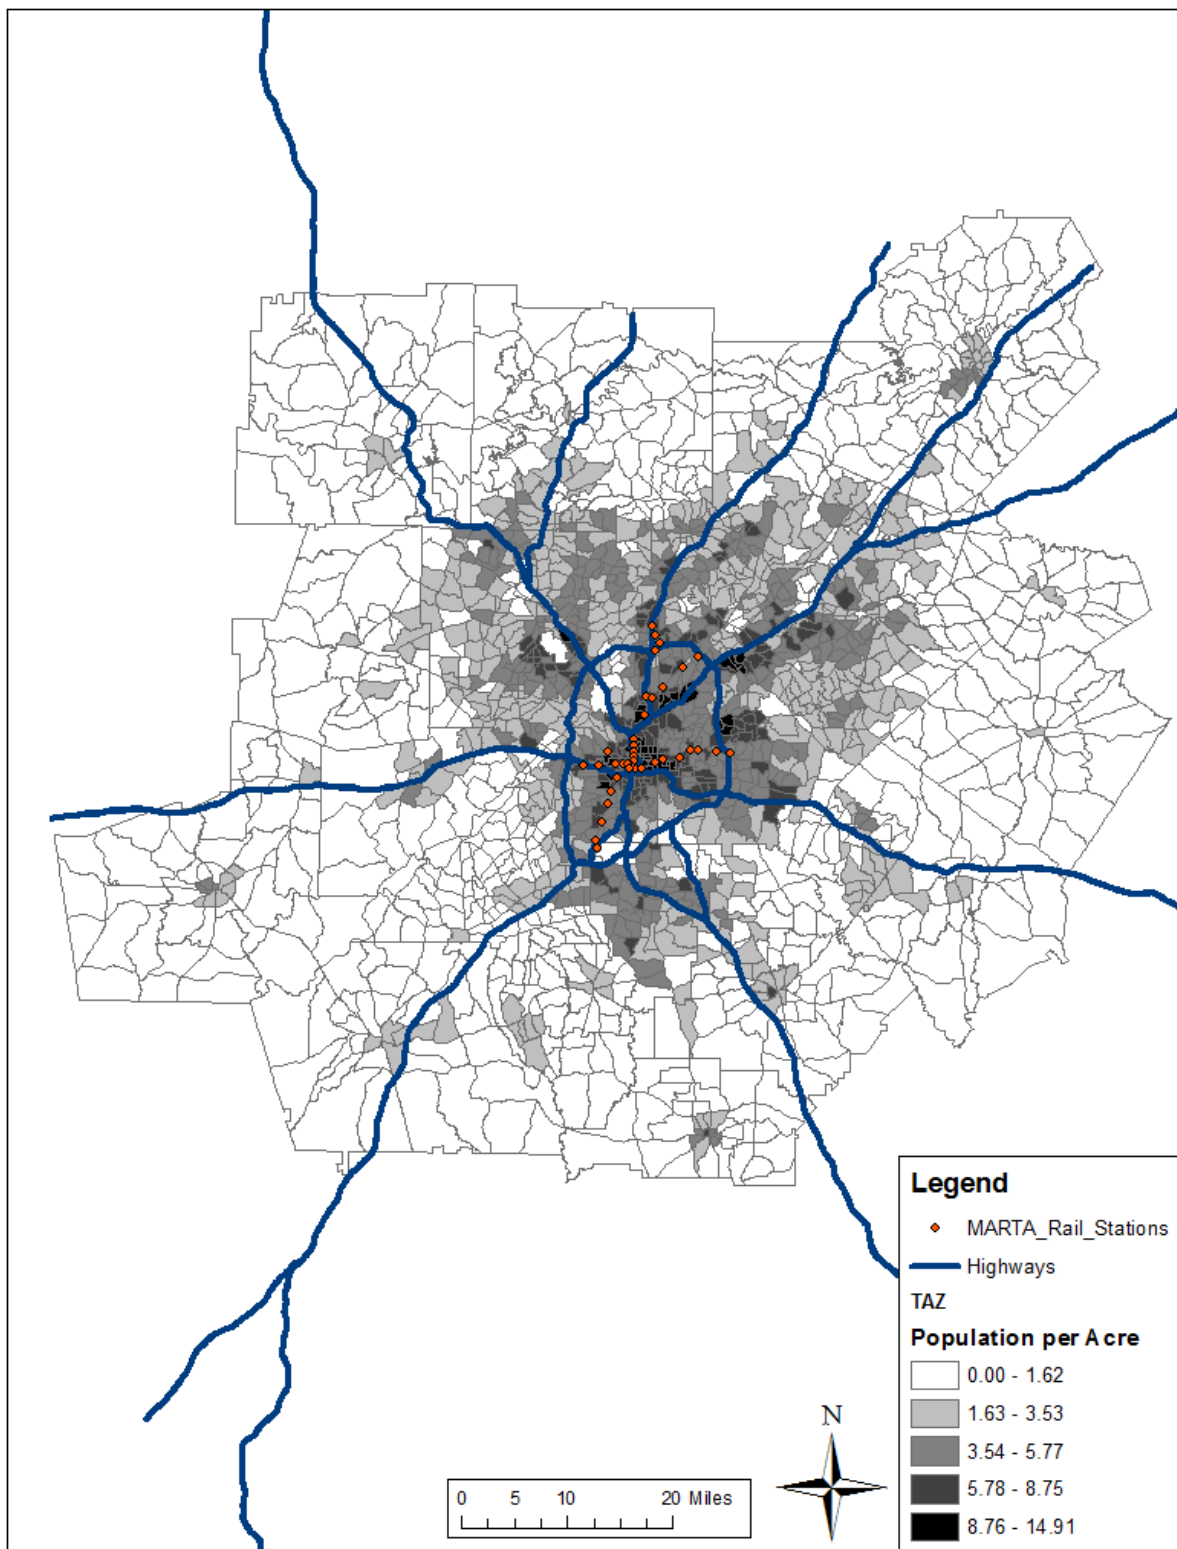 Legend
MARTA_Rail_Stations
Highways
TAZ
Population per Acre
0.00 - 1.62
1.63 - 3.53
3.54 - 5.77
5.78 - 8.75
8.76 - 14.91
N
0 5 10 20 Miles